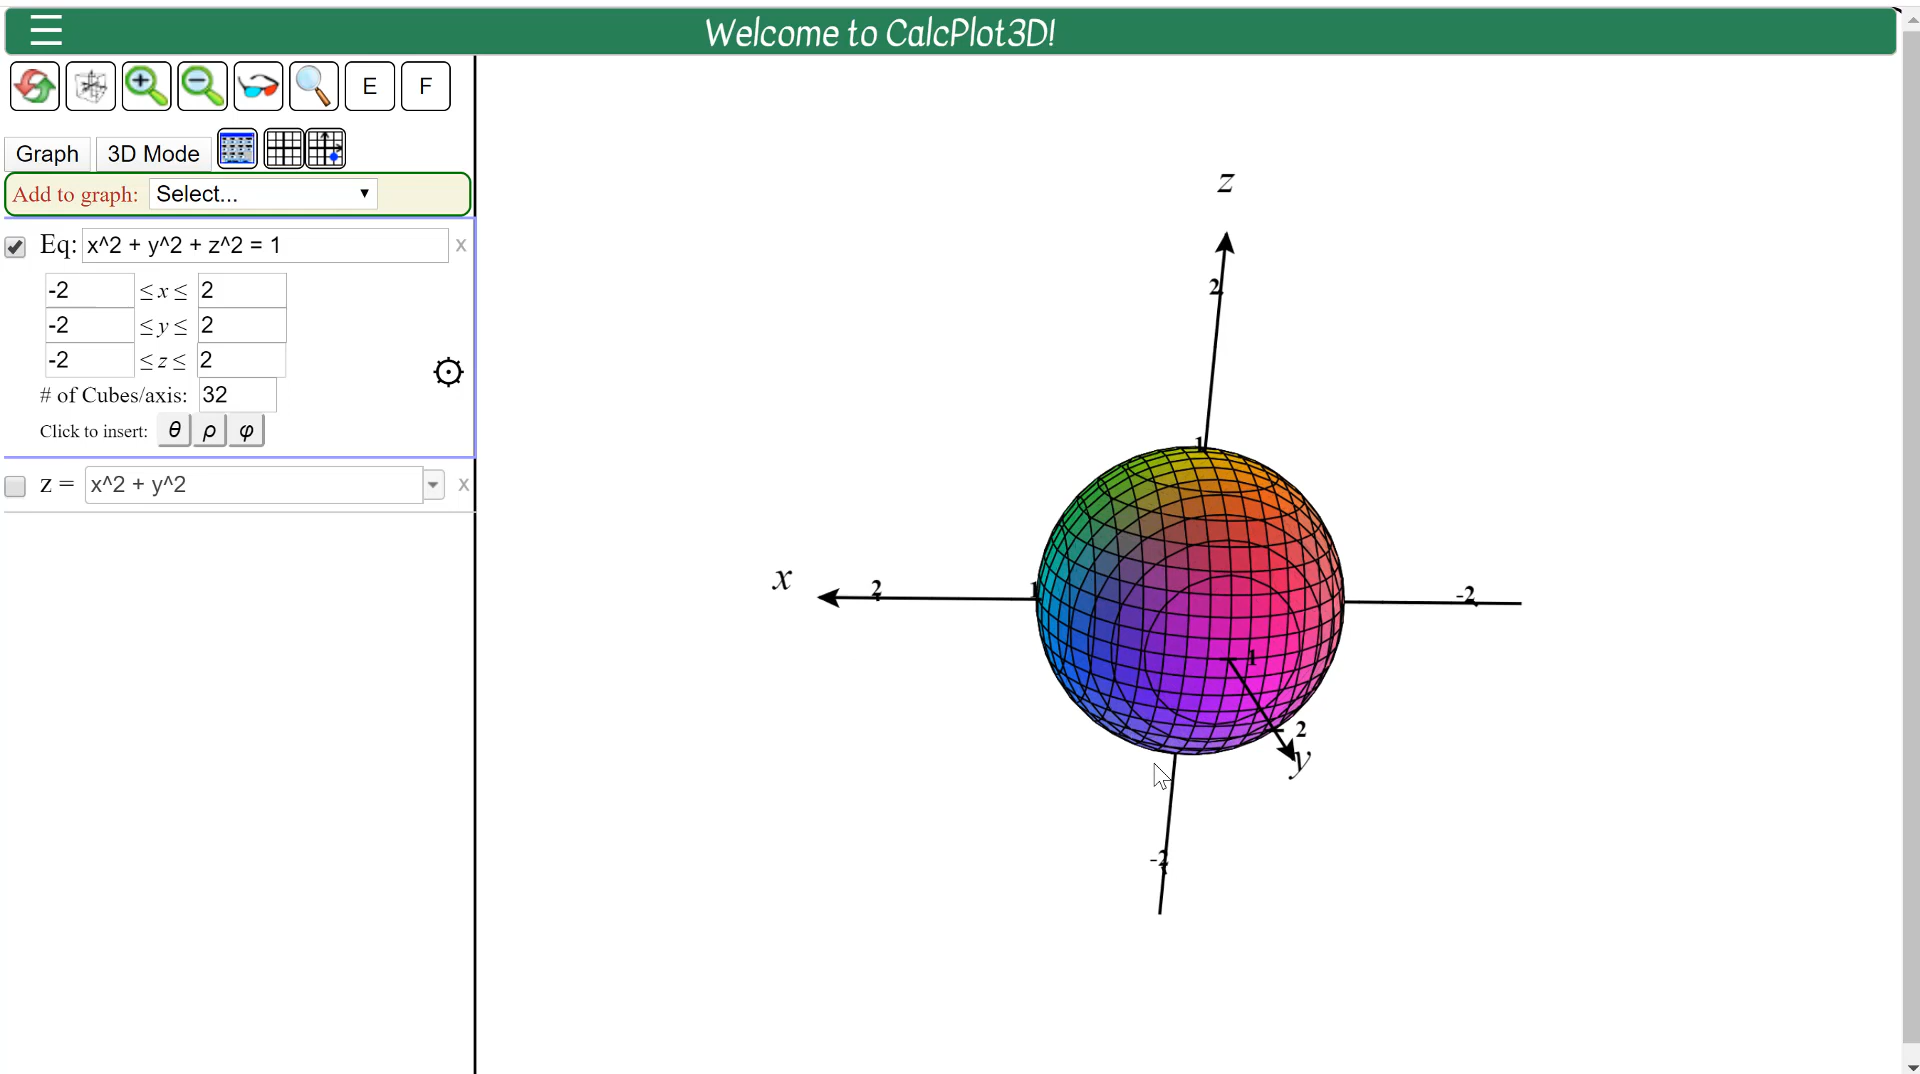 Welcome to CalcPlot3D!
E F
Graph 3D Mode
Add to graph: Select...
Eq: x^2 + y^2 + z^2 = 1 x
-2 ≤ x ≤ 2
-2 ≤ y ≤ 2
-2 ≤ z ≤ 2
# of Cubes/axis: 32
Click to insert: θ ρ φ
z = x^2 + y^2 x
z
2
1
x
2
1
-2
1
2
y
-2